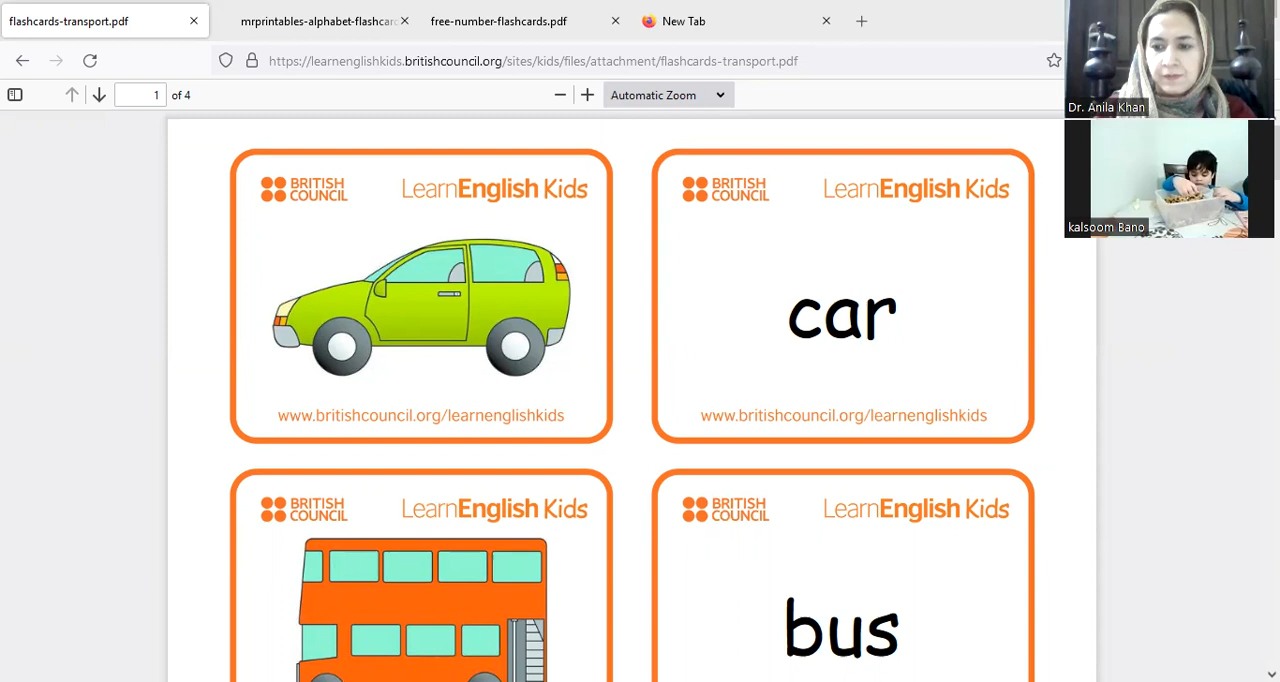 flashcards-transport.pdf
mrprintables-alphabet-flashcar
free-number-flashcards.pdf
New Tab
https://learnenglishkids.britishcouncil.org/sites/kids/files/attachment/flashcards-transport.pdf
1 of 4
Automatic Zoom
Dr. Anila Khan
kalsoom Bano
BRITISH COUNCIL
LearnEnglish Kids
www.britishcouncil.org/learnenglishkids
BRITISH COUNCIL
LearnEnglish Kids
car
www.britishcouncil.org/learnenglishkids
BRITISH COUNCIL
LearnEnglish Kids
BRITISH COUNCIL
LearnEnglish Kids
bus